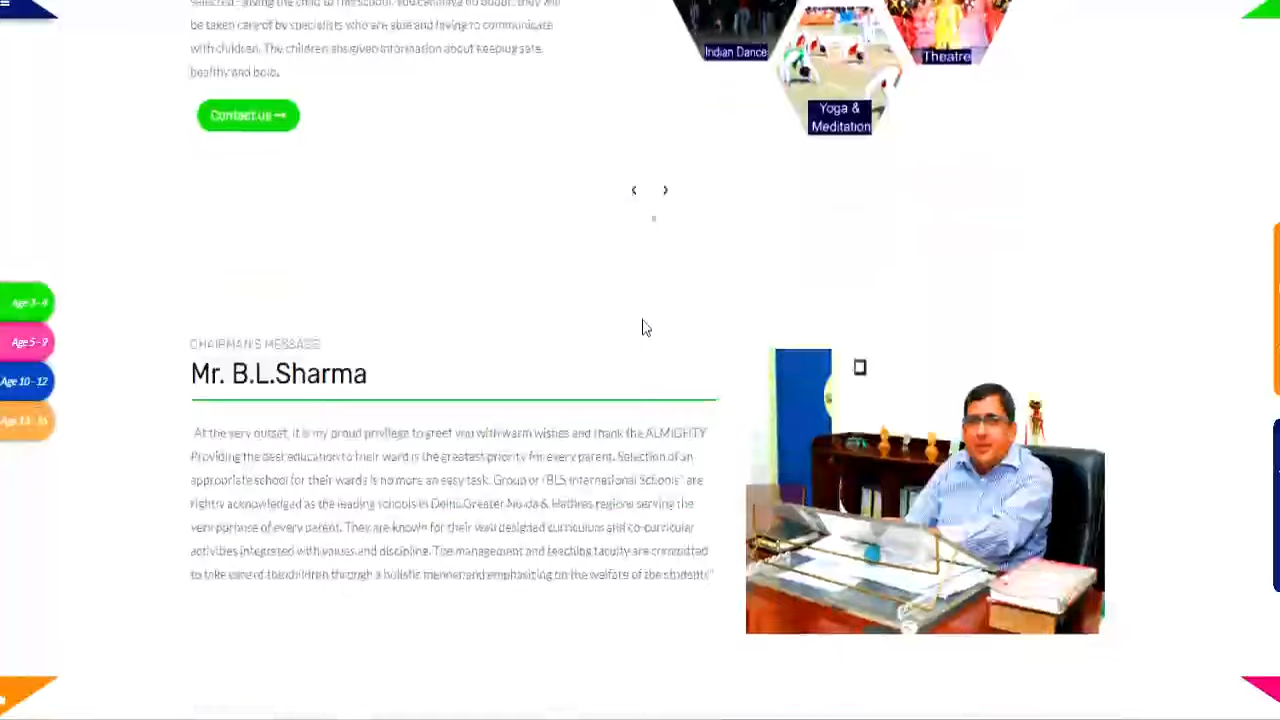 selected. giving the child to this school. You can have no doubt, they will
be taken care of by specialists who are able and loving to communicate
with children. The children are given information about keeping safe,
healthy and bold.
Contact us
Indian Dance
Yoga &
Meditation
Theatre
Age 3-4
Age 5-9
Age 10-12
Age 13-16
CHAIRMAN'S MESSAGE
Mr. B.L.Sharma
At the very outset, it is my proud privilege to greet you with warm wishes and thank the ALMIGHTY
Providing the best education to their ward is the greatest priority for every parent. Selection of an
appropriate school for their wards is no more an easy task. Group of "BLS International Schools" are
rightly acknowledged as the leading schools in Delhi, Greater Noida & Hathras regions serving the
very purpose of every parent. They are known for their well designed curriculum and co-curricular
activities integrated with values and discipline. The management and teaching faculty are committed
to take care of the children through a holistic manner and emphasizing on the welfare of the students"